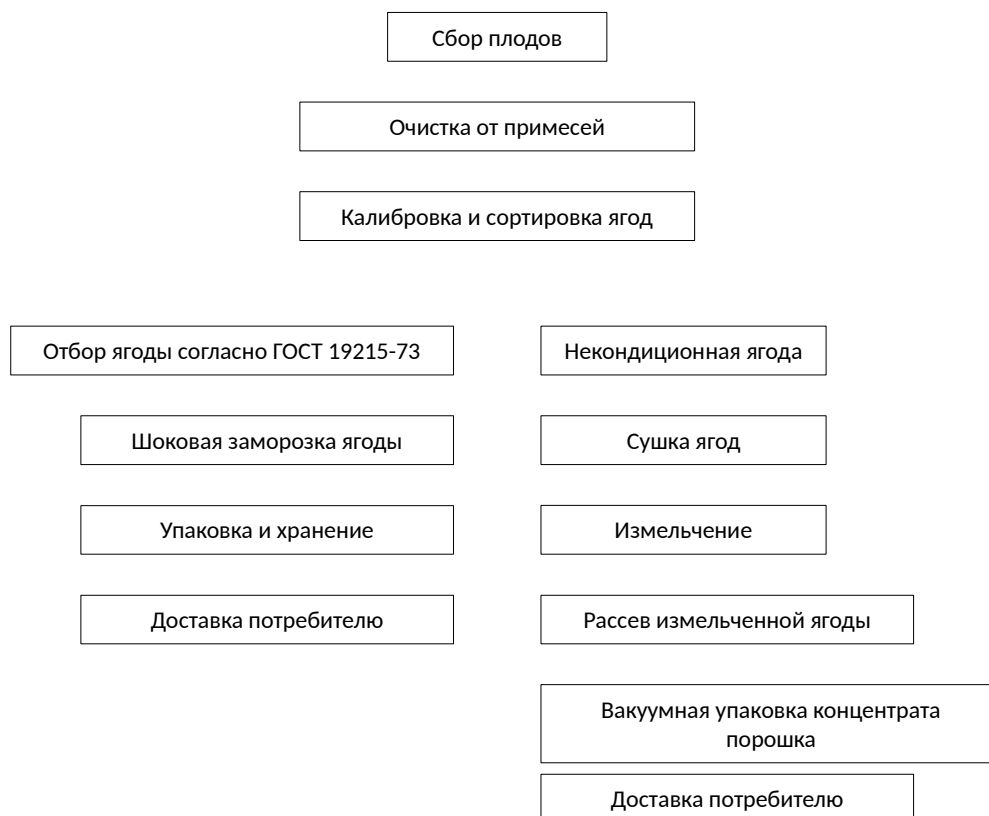 Сбор плодов
Очистка от примесей
Калибровка и сортировка ягод
Отбор ягоды согласно ГОСТ 19215-73
Некондиционная ягода
Шоковая заморозка ягоды
Сушка ягод
Упаковка и хранение
Измельчение
Доставка потребителю
Рассев измельченной ягоды
Вакуумная упаковка концентрата
порошка
Доставка потребителю